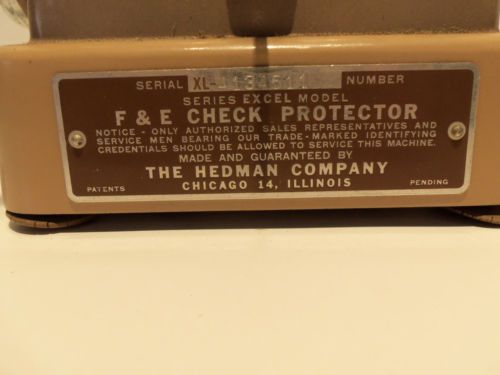 SERIAL XL- NUMBER
SERIES EXCEL MODEL
F & E CHECK PROTECTOR
NOTICE - ONLY AUTHORIZED SALES REPRESENTATIVES AND
SERVICE MEN BEARING OUR TRADE-MARKED IDENTIFYING
CREDENTIALS SHOULD BE ALLOWED TO SERVICE THIS MACHINE.
MADE AND GUARANTEED BY
THE HEDMAN COMPANY
CHICAGO 14, ILLINOIS
PATENTS PENDING